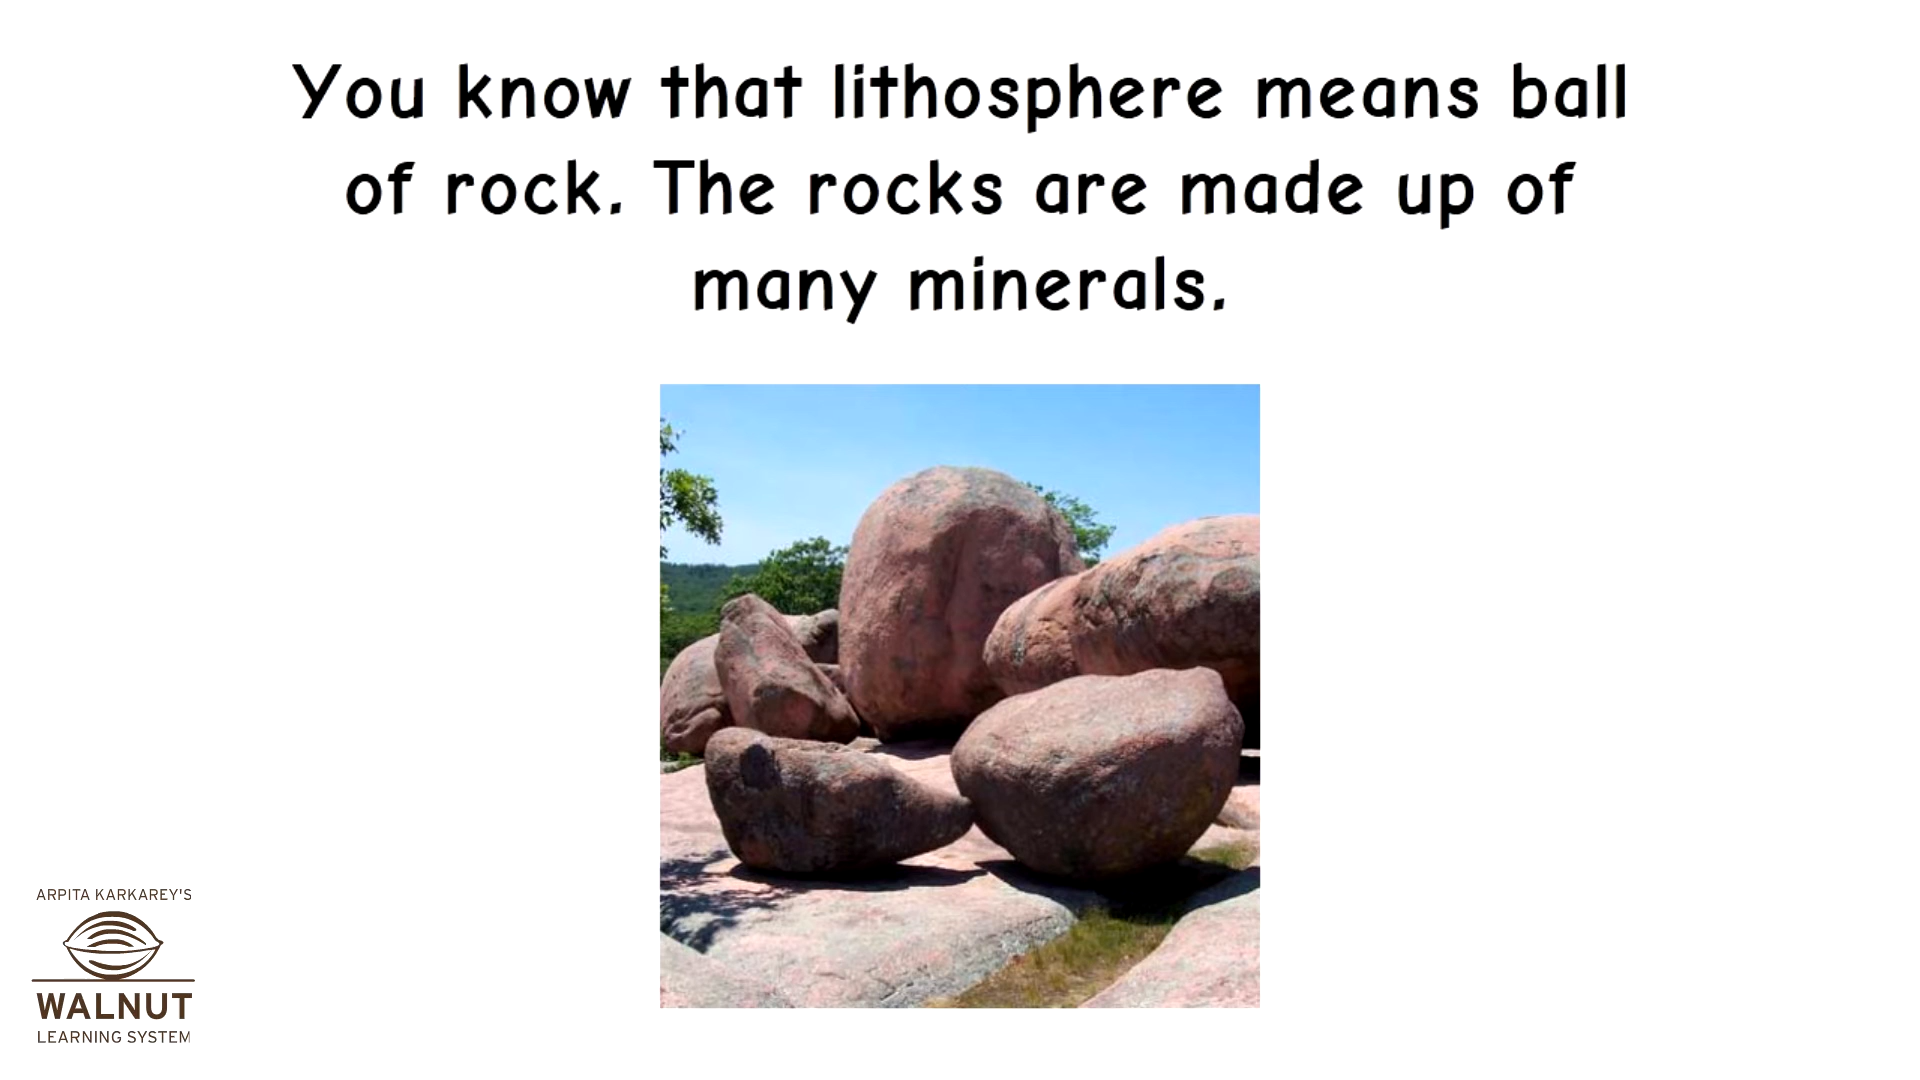 You know that lithosphere means ball
of rock. The rocks are made up of
many minerals.
ARPITA KARKAREY'S
WALNUT
LEARNING SYSTEM